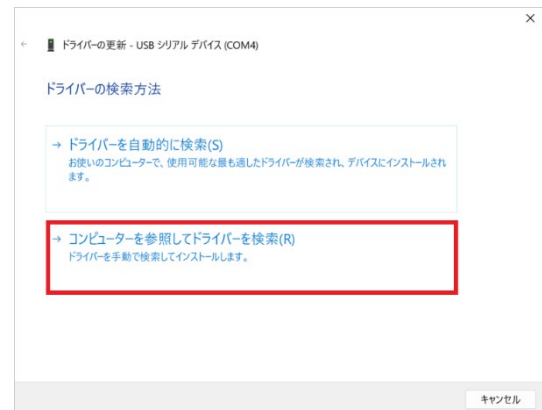 ドライバーの更新 - USB シリアル デバイス (COM4)
ドライバーの検索方法
→ ドライバーを自動的に検索(S)
お使いのコンピューターで、使用可能な最も適したドライバーが検索され、デバイスにインストールされ
ます。
→ コンピューターを参照してドライバーを検索(R)
ドライバーを手動で検索してインストールします。
キャンセル